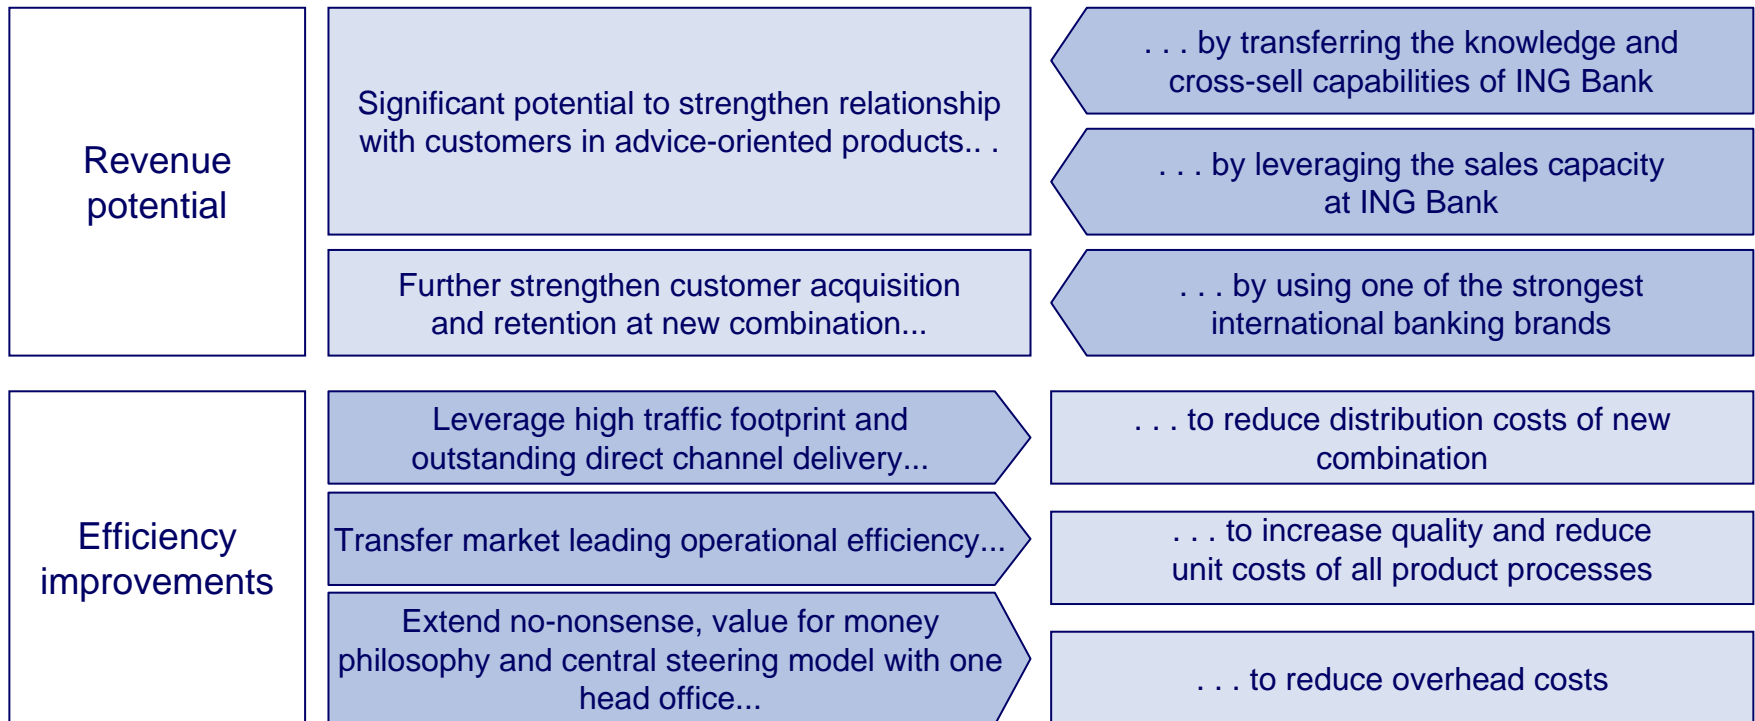 Revenue
potential
Significant potential to strengthen relationship
with customers in advice-oriented products.. .
. . . by transferring the knowledge and
cross-sell capabilities of ING Bank
. . . by leveraging the sales capacity
at ING Bank
Further strengthen customer acquisition
and retention at new combination...
. . . by using one of the strongest
international banking brands
Efficiency
improvements
Leverage high traffic footprint and
outstanding direct channel delivery...
. . . to reduce distribution costs of new
combination
Transfer market leading operational efficiency...
. . . to increase quality and reduce
unit costs of all product processes
Extend no-nonsense, value for money
philosophy and central steering model with one
head office...
. . . to reduce overhead costs